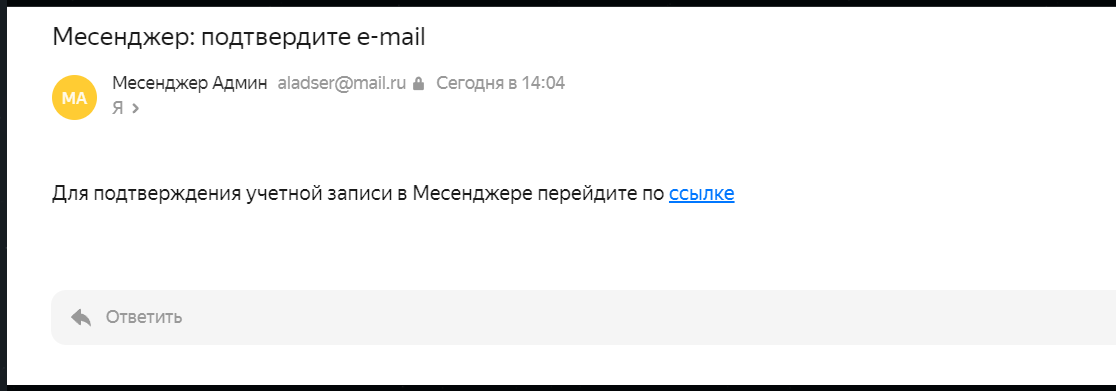 Месенджер: подтвердите e-mail
МА
Месенджер Админ aladser@mail.ru Сегодня в 14:04
Я
Для подтверждения учетной записи в Месенджере перейдите по ссылке
Ответить